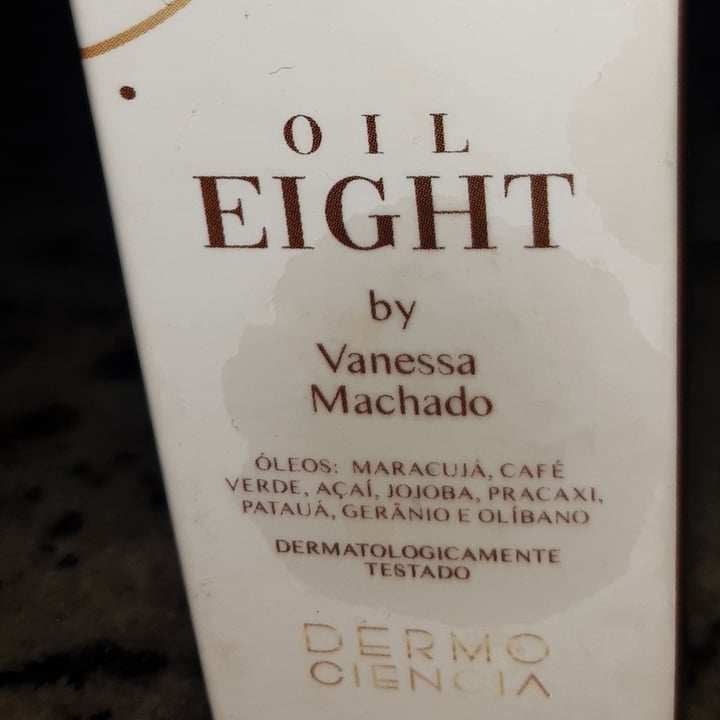 OIL
EIGHT
by
Vanessa
Machado
ÓLEOS: MARACUJÁ, CAFÉ
VERDE, AÇAÍ, JOJOBA, PRACAXI,
PATAUÁ, GERÂNIO E OLÍBANO
DERMATOLOGICAMENTE
TESTADO
DERMO
CIENCIA